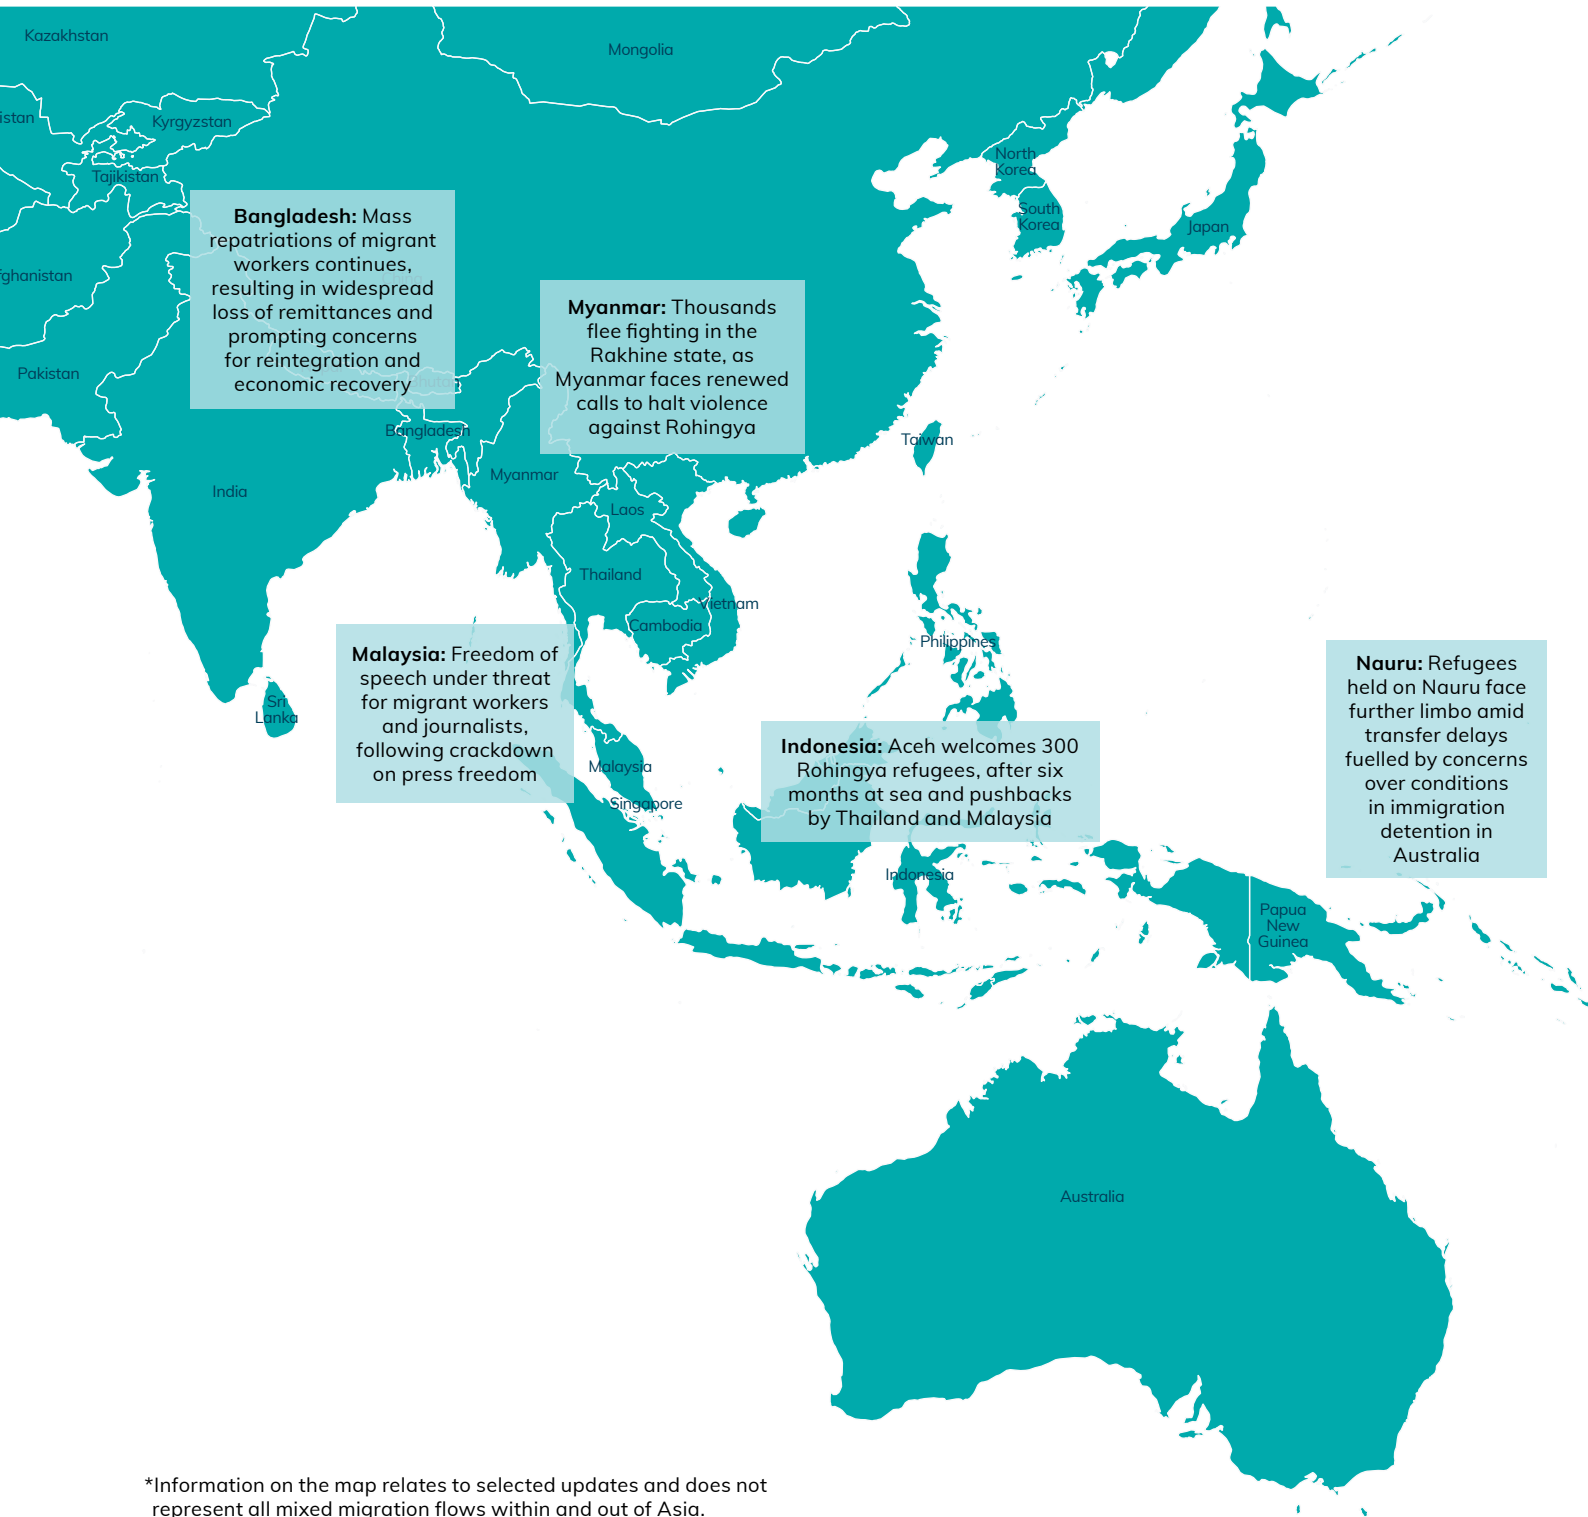 Kazakhstan
Mongolia
istan
Kyrgyzstan
North
Korea
Tajikistan
South
Korea
Japan
Bangladesh: Mass
repatriations of migrant
workers continues,
resulting in widespread
loss of remittances and
prompting concerns
for reintegration and
economic recovery
fghanistan
Myanmar: Thousands
flee fighting in the
Rakhine state, as
Myanmar faces renewed
calls to halt violence
against Rohingya
Pakistan
Bhutan
Bangladesh
Taiwan
Myanmar
India
Laos
Thailand
Vietnam
Cambodia
Philippines
Malaysia: Freedom of
speech under threat
for migrant workers
and journalists,
following crackdown
on press freedom
Nauru: Refugees
held on Nauru face
further limbo amid
transfer delays
fuelled by concerns
over conditions
in immigration
detention in
Australia
Sri
Lanka
Indonesia: Aceh welcomes 300
Rohingya refugees, after six
months at sea and pushbacks
by Thailand and Malaysia
Malaysia
Singapore
Indonesia
Papua
New
Guinea
Australia
*Information on the map relates to selected updates and does not
represent all mixed migration flows within and out of Asia.